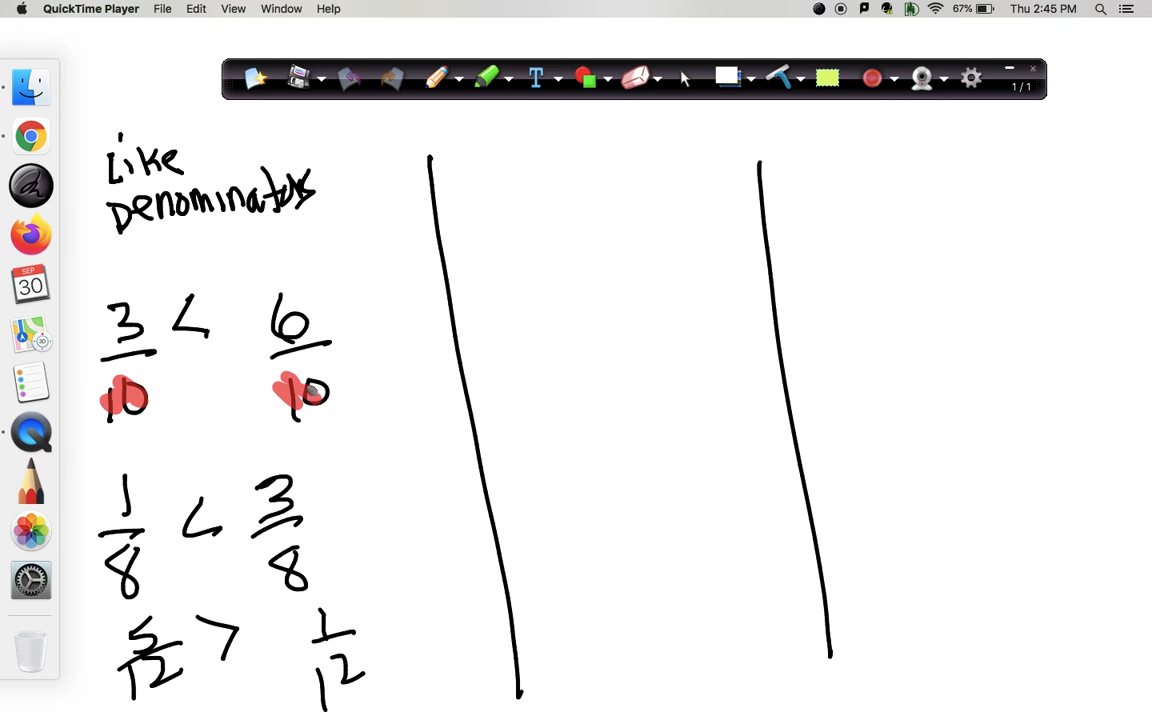 QuickTime Player File Edit View Window Help 67% Thu 2:45 PM
T
1/1
SEP
30
Like
Denominators
3/10 < 6/10
1/8 < 3/8
5/12 > 1/12